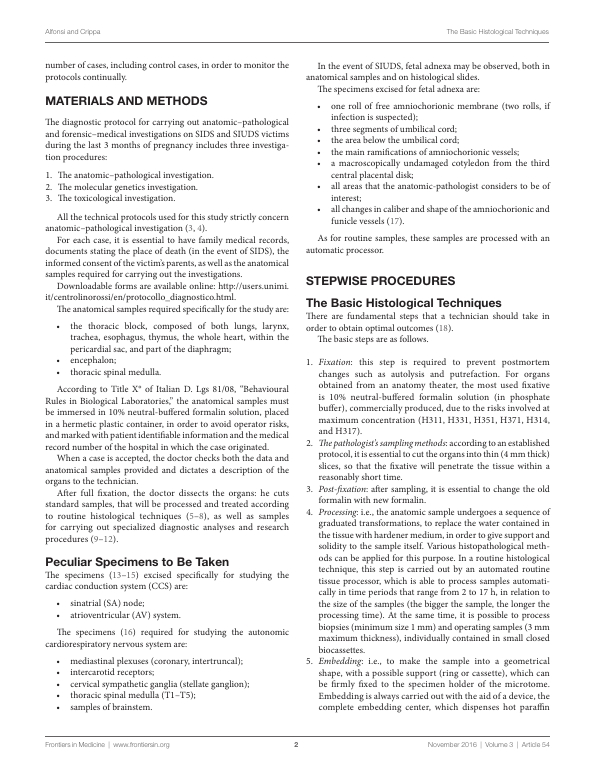 Alfonsi and Crippa
The Basic Histological Techniques
number of cases, including control cases, in order to monitor the
protocols continually.
MATERIALS AND METHODS
The diagnostic protocol for carrying out anatomic–pathological
and forensic–medical investigations on SIDS and SIUDS victims
during the last 3 months of pregnancy includes three investiga-
tion procedures:
1. The anatomic–pathological investigation.
2. The molecular genetics investigation.
3. The toxicological investigation.
All the technical protocols used for this study strictly concern
anatomic–pathological investigation (3, 4).
For each case, it is essential to have family medical records,
documents stating the place of death (in the event of SIDS), the
informed consent of the victim's parents, as well as the anatomical
samples required for carrying out the investigations.
Downloadable forms are available online: http://users.unimi.
it/centrolinorossi/en/protocollo_diagnostico.html.
The anatomical samples required specifically for the study are:
• the thoracic block, composed of both lungs, larynx,
trachea, esophagus, thymus, the whole heart, within the
pericardial sac, and part of the diaphragm;
• encephalon;
• thoracic spinal medulla.
According to Title X° of Italian D. Lgs 81/08, "Behavioural
Rules in Biological Laboratories," the anatomical samples must
be immersed in 10% neutral-buffered formalin solution, placed
in a hermetic plastic container, in order to avoid operator risks,
and marked with patient identifiable information and the medical
record number of the hospital in which the case originated.
When a case is accepted, the doctor checks both the data and
anatomical samples provided and dictates a description of the
organs to the technician.
After full fixation, the doctor dissects the organs: he cuts
standard samples, that will be processed and treated according
to routine histological techniques (5–8), as well as samples
for carrying out specialized diagnostic analyses and research
procedures (9–12).
Peculiar Specimens to Be Taken
The specimens (13–15) excised specifically for studying the
cardiac conduction system (CCS) are:
• sinatrial (SA) node;
• atrioventricular (AV) system.
The specimens (16) required for studying the autonomic
cardiorespiratory nervous system are:
• mediastinal plexuses (coronary, intertruncal);
• intercarotid receptors;
• cervical sympathetic ganglia (stellate ganglion);
• thoracic spinal medulla (T1–T5);
• samples of brainstem.
In the event of SIUDS, fetal adnexa may be observed, both in
anatomical samples and on histological slides.
The specimens excised for fetal adnexa are:
• one roll of free amniochorionic membrane (two rolls, if
infection is suspected);
• three segments of umbilical cord;
• the area below the umbilical cord;
• the main ramifications of amniochorionic vessels;
• a macroscopically undamaged cotyledon from the third
central placental disk;
• all areas that the anatomic-pathologist considers to be of
interest;
• all changes in caliber and shape of the amniochorionic and
funicle vessels (17).
As for routine samples, these samples are processed with an
automatic processor.
STEPWISE PROCEDURES
The Basic Histological Techniques
There are fundamental steps that a technician should take in
order to obtain optimal outcomes (18).
The basic steps are as follows.
1. Fixation: this step is required to prevent postmortem
changes such as autolysis and putrefaction. For organs
obtained from an anatomy theater, the most used fixative
is 10% neutral-buffered formalin solution (in phosphate
buffer), commercially produced, due to the risks involved at
maximum concentration (H311, H331, H351, H371, H314,
and H317).
2. The pathologist's sampling methods: according to an established
protocol, it is essential to cut the organs into thin (4 mm thick)
slices, so that the fixative will penetrate the tissue within a
reasonably short time.
3. Post-fixation: after sampling, it is essential to change the old
formalin with new formalin.
4. Processing: i.e., the anatomic sample undergoes a sequence of
graduated transformations, to replace the water contained in
the tissue with hardener medium, in order to give support and
solidity to the sample itself. Various histopathological meth-
ods can be applied for this purpose. In a routine histological
technique, this step is carried out by an automated routine
tissue processor, which is able to process samples automati-
cally in time periods that range from 2 to 17 h, in relation to
the size of the samples (the bigger the sample, the longer the
processing time). At the same time, it is possible to process
biopsies (minimum size 1 mm) and operating samples (3 mm
maximum thickness), individually contained in small closed
biocassettes.
5. Embedding: i.e., to make the sample into a geometrical
shape, with a possible support (ring or cassette), which can
be firmly fixed to the specimen holder of the microtome.
Embedding is always carried out with the aid of a device, the
complete embedding center, which dispenses hot paraffin
Frontiers in Medicine | www.frontiersin.org
2
November 2016 | Volume 3 | Article 54